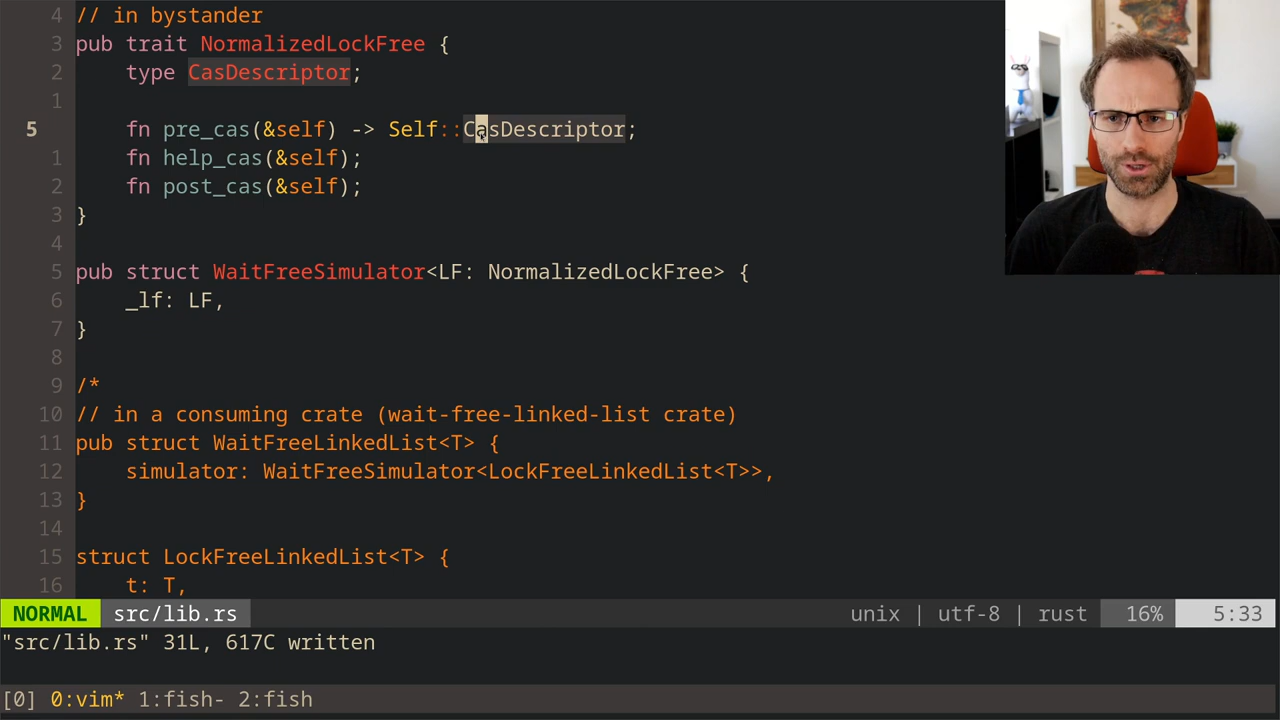 4 // in bystander
3 pub trait NormalizedLockFree {
2 type CasDescriptor;
1
5 fn pre_cas(&self) -> Self::CasDescriptor;
1 fn help_cas(&self);
2 fn post_cas(&self);
3 }
4
5 pub struct WaitFreeSimulator<LF: NormalizedLockFree> {
6 _lf: LF,
7 }
8
9 /*
10 // in a consuming crate (wait-free-linked-list crate)
11 pub struct WaitFreeLinkedList<T> {
12 simulator: WaitFreeSimulator<LockFreeLinkedList<T>>,
13 }
14
15 struct LockFreeLinkedList<T> {
16 t: T,
NORMAL src/lib.rs unix | utf-8 | rust 16% 5:33
"src/lib.rs" 31L, 617C written
[0] 0:vim* 1:fish- 2:fish